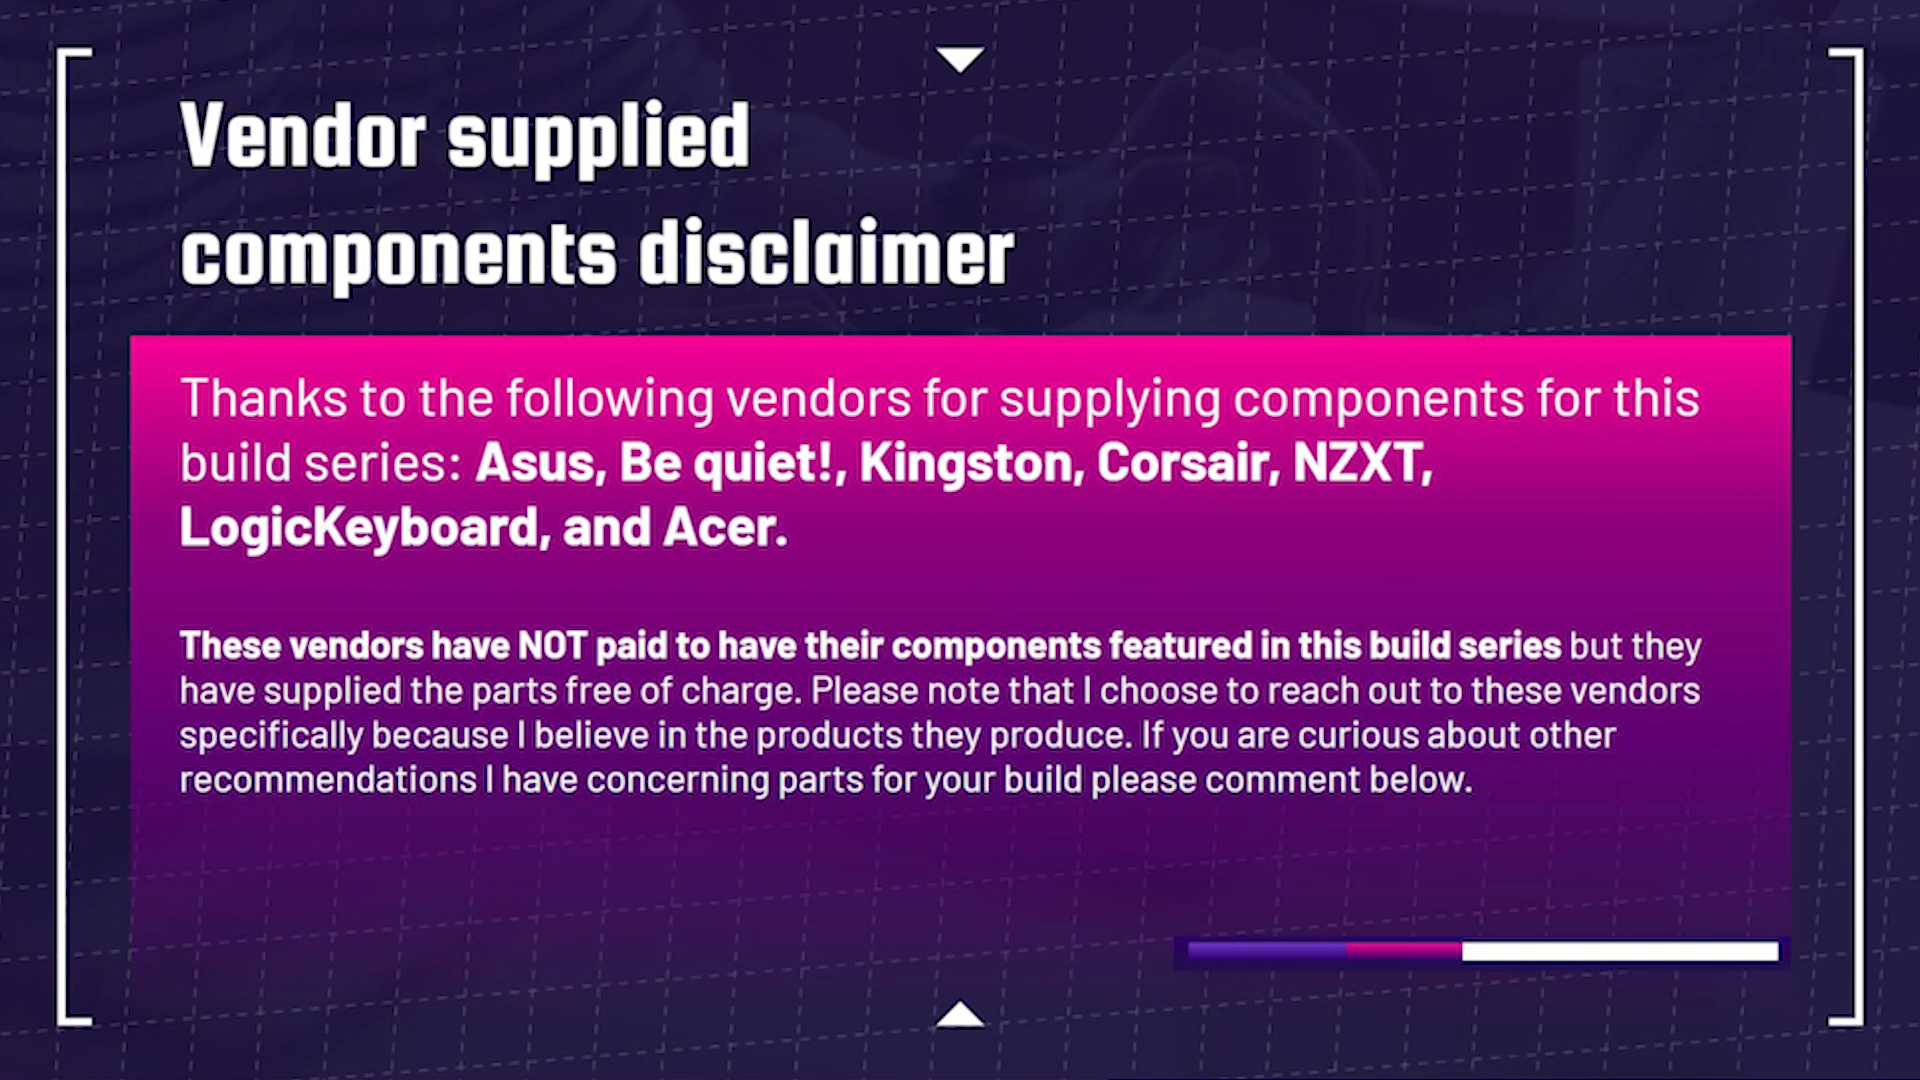 Vendor supplied
components disclaimer
Thanks to the following vendors for supplying components for this
build series: Asus, Be quiet!, Kingston, Corsair, NZXT,
LogicKeyboard, and Acer.
These vendors have NOT paid to have their components featured in this build series but they
have supplied the parts free of charge. Please note that I choose to reach out to these vendors
specifically because I believe in the products they produce. If you are curious about other
recommendations I have concerning parts for your build please comment below.